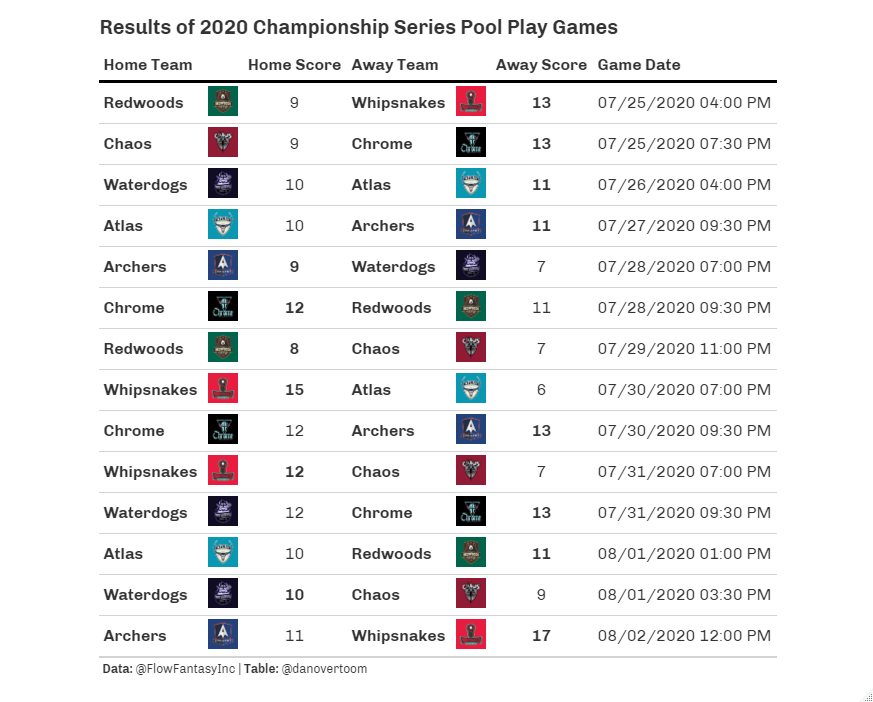 Results of 2020 Championship Series Pool Play Games
Home Team Home Score Away Team Away Score Game Date
Redwoods 9 Whipsnakes 13 07/25/2020 04:00 PM
Chaos 9 Chrome 13 07/25/2020 07:30 PM
Waterdogs 10 Atlas 11 07/26/2020 04:00 PM
Atlas 10 Archers 11 07/27/2020 09:30 PM
Archers 9 Waterdogs 7 07/28/2020 07:00 PM
Chrome 12 Redwoods 11 07/28/2020 09:30 PM
Redwoods 8 Chaos 7 07/29/2020 11:00 PM
Whipsnakes 15 Atlas 6 07/30/2020 07:00 PM
Chrome 12 Archers 13 07/30/2020 09:30 PM
Whipsnakes 12 Chaos 7 07/31/2020 07:00 PM
Waterdogs 12 Chrome 13 07/31/2020 09:30 PM
Atlas 10 Redwoods 11 08/01/2020 01:00 PM
Waterdogs 10 Chaos 9 08/01/2020 03:30 PM
Archers 11 Whipsnakes 17 08/02/2020 12:00 PM
Data: @FlowFantasyInc | Table: @danovertoom